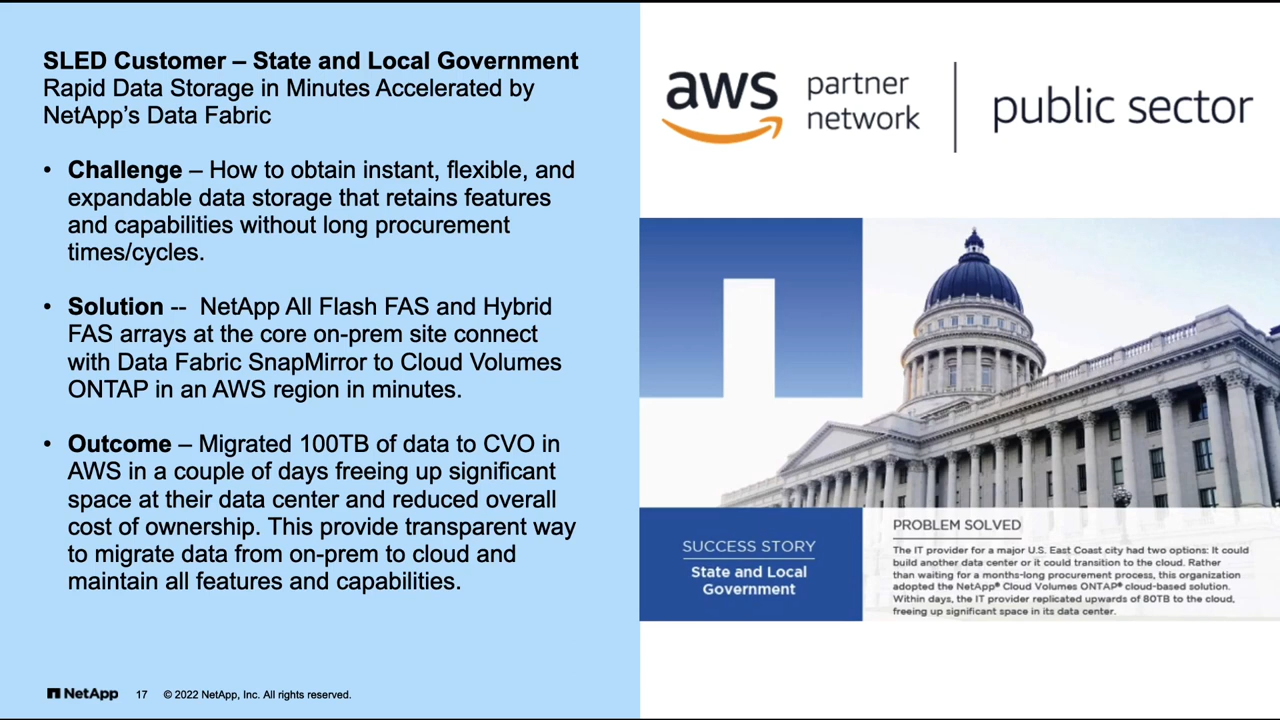 SLED Customer – State and Local Government
Rapid Data Storage in Minutes Accelerated by
NetApp's Data Fabric
• Challenge – How to obtain instant, flexible, and
expandable data storage that retains features
and capabilities without long procurement
times/cycles.
• Solution -- NetApp All Flash FAS and Hybrid
FAS arrays at the core on-prem site connect
with Data Fabric SnapMirror to Cloud Volumes
ONTAP in an AWS region in minutes.
• Outcome – Migrated 100TB of data to CVO in
AWS in a couple of days freeing up significant
space at their data center and reduced overall
cost of ownership. This provide transparent way
to migrate data from on-prem to cloud and
maintain all features and capabilities.
NetApp 17 © 2022 NetApp, Inc. All rights reserved.
aws
partner
network
public sector
SUCCESS STORY
State and Local
Government
PROBLEM SOLVED
The IT provider for a major U.S. East Coast city had two options: It could
build another data center or it could transition to the cloud. Rather
than waiting for a months-long procurement process, this organization
adopted the NetApp® Cloud Volumes ONTAP® cloud-based solution.
Within days, the IT provider replicated upwards of 80TB to the cloud,
freeing up significant space in its data center.